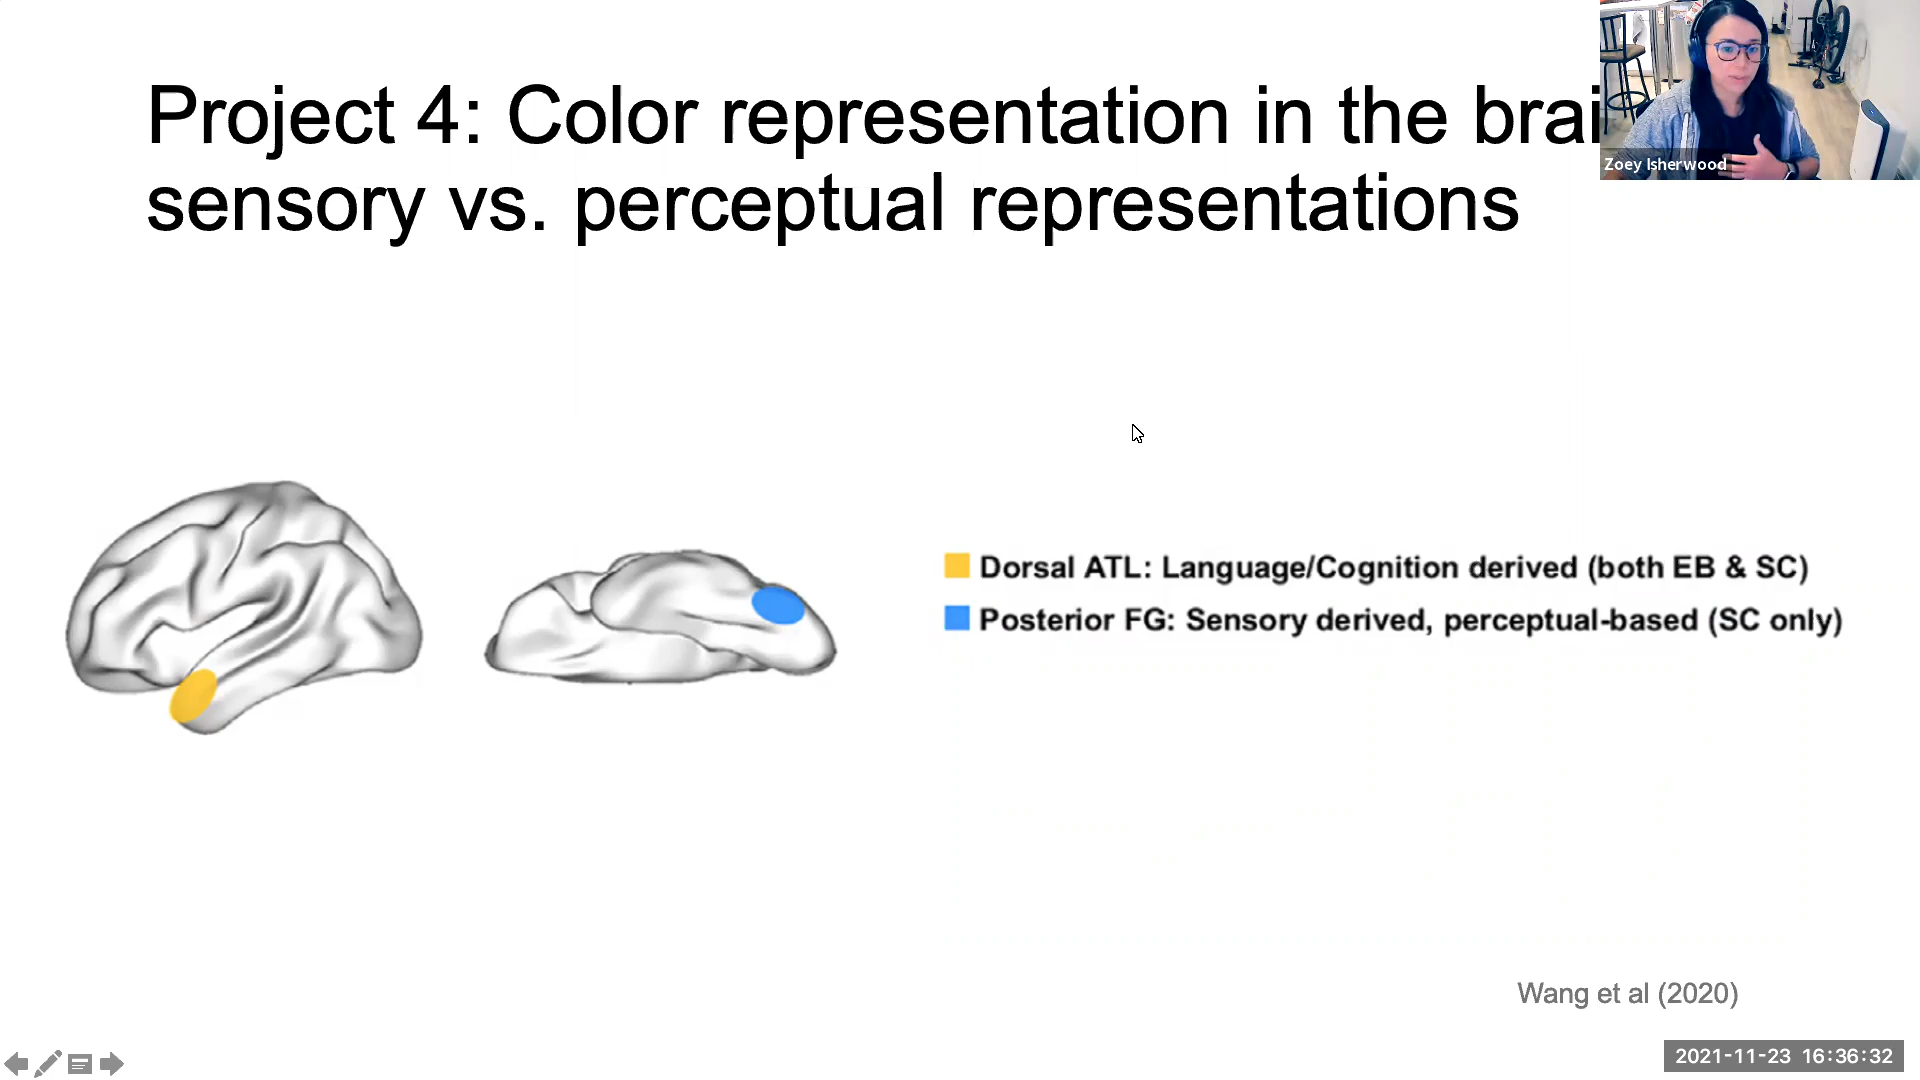 Project 4: Color representation in the brai
sensory vs. perceptual representations
Zoey Isherwood
Dorsal ATL: Language/Cognition derived (both EB & SC)
Posterior FG: Sensory derived, perceptual-based (SC only)
Wang et al (2020)
2021-11-23 16:36:32